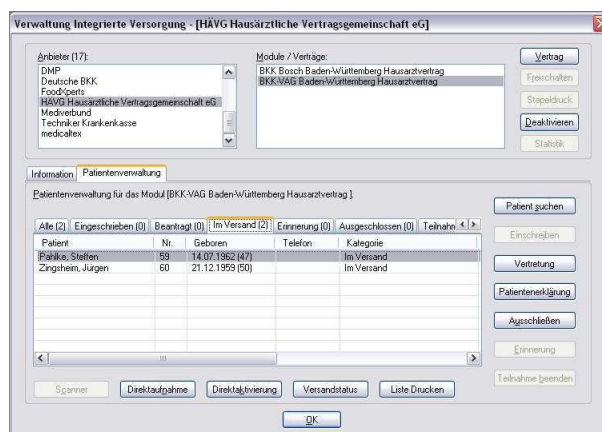 Verwaltung Integrierte Versorgung - [HÄVG Hausärztliche Vertragsgemeinschaft eG]
Anbieter (17):
DMP
Deutsche BKK
FoodXperts
HÄVG Hausärztliche Vertragsgemeinschaft eG
Mediverbund
Techniker Krankenkasse
medicaltex
Module / Verträge:
BKK Bosch Baden-Württemberg Hausarztvertrag
BKK-VAG Baden-Württemberg Hausarztvertrag
Vertrag
Freischalten
Stapeldruck
Deaktivieren
Statistik
Information Patientenverwaltung
Patientenverwaltung für das Modul [BKK-VAG Baden-Württemberg Hausarztvertrag ].
Alle (2) Eingeschrieben (0) Beantragt (0) Im Versand (2) Erinnerung (0) Ausgeschlossen (0) Teilnahn
Patient Nr. Geboren Telefon Kategorie
Pahlke, Steffen 59 14.07.1962 (47) Im Versand
Zingsheim, Jürgen 60 21.12.1959 (50) Im Versand
Patient suchen
Einschreiben
Vertretung
Patientenerklärung
Ausschließen
Erinnerung
Teilnahme beenden
Scanner Direktaufnahme Direktaktivierung Versandstatus Liste Drucken
OK